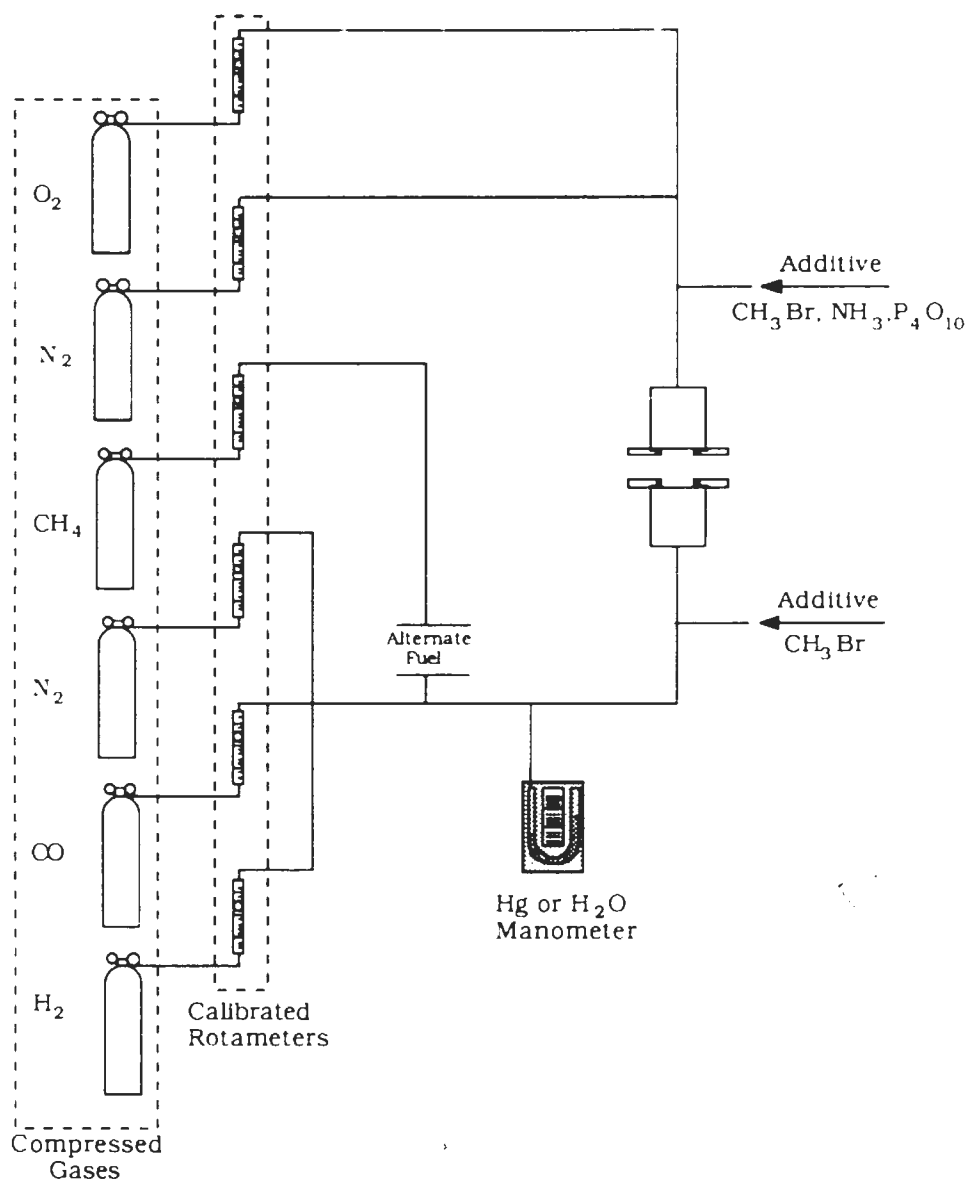 O₂
N₂
CH₄
N₂
CO
H₂
Compressed
Gases
Calibrated
Rotameters
Alternate
Fuel
Hg or H₂O
Manometer
Additive
CH₃Br, NH₃,P₄O₁₀
Additive
CH₃Br